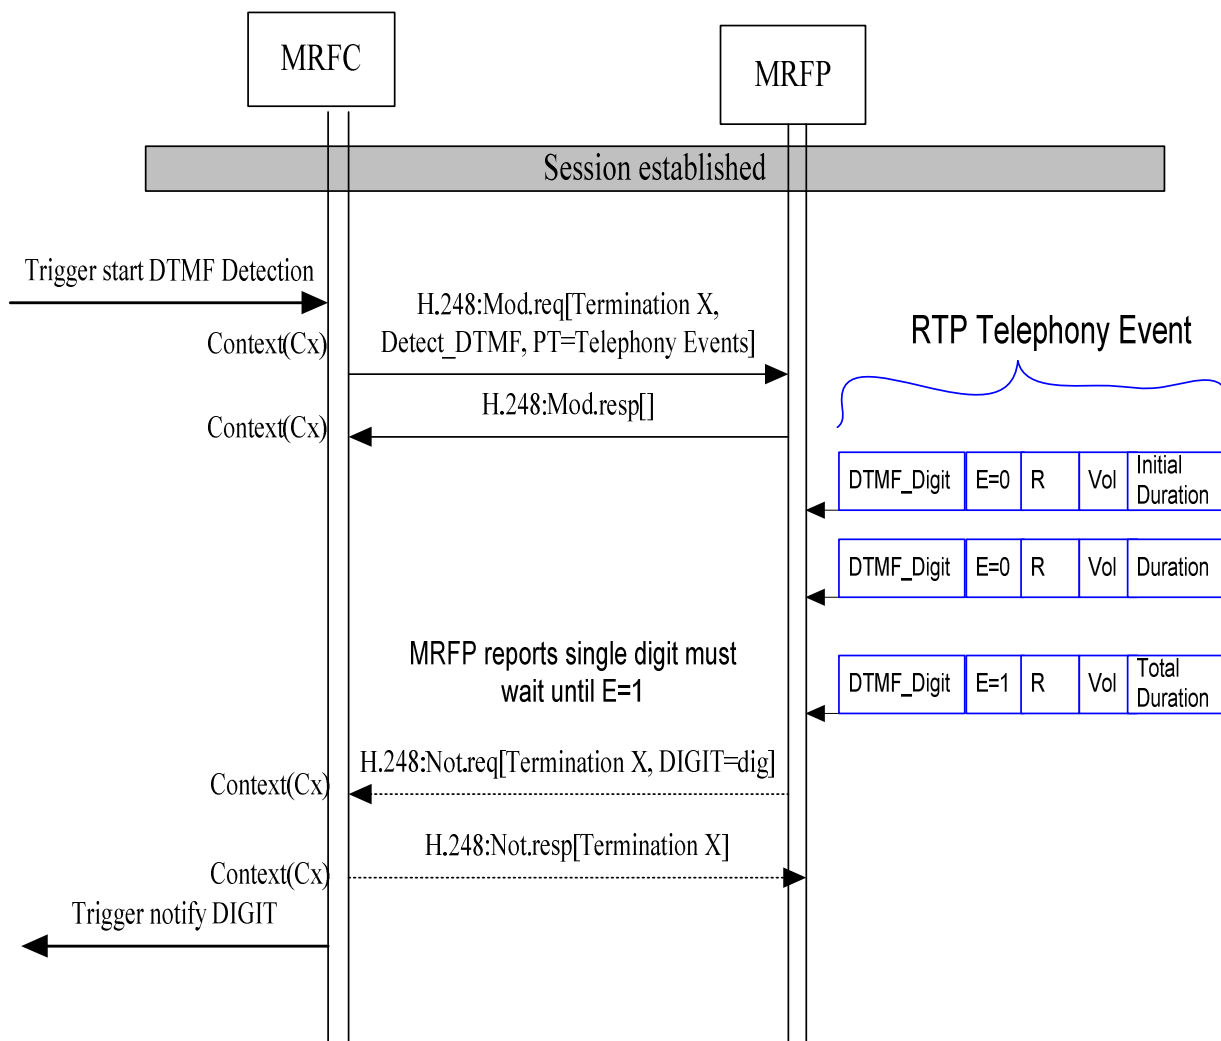 MRFC
MRFP
Session established
Trigger start DTMF Detection
H.248:Mod.req[Termination X,
Detect_DTMF, PT=Telephony Events]
Context(Cx)
RTP Telephony Event
H.248:Mod.resp[]
Context(Cx)
DTMF_Digit E=0 R Vol Initial
Duration
DTMF_Digit E=0 R Vol Duration
MRFP reports single digit must
wait until E=1
DTMF_Digit E=1 R Vol Total
Duration
H.248:Not.req[Termination X, DIGIT=dig]
Context(Cx)
H.248:Not.resp[Termination X]
Context(Cx)
Trigger notify DIGIT